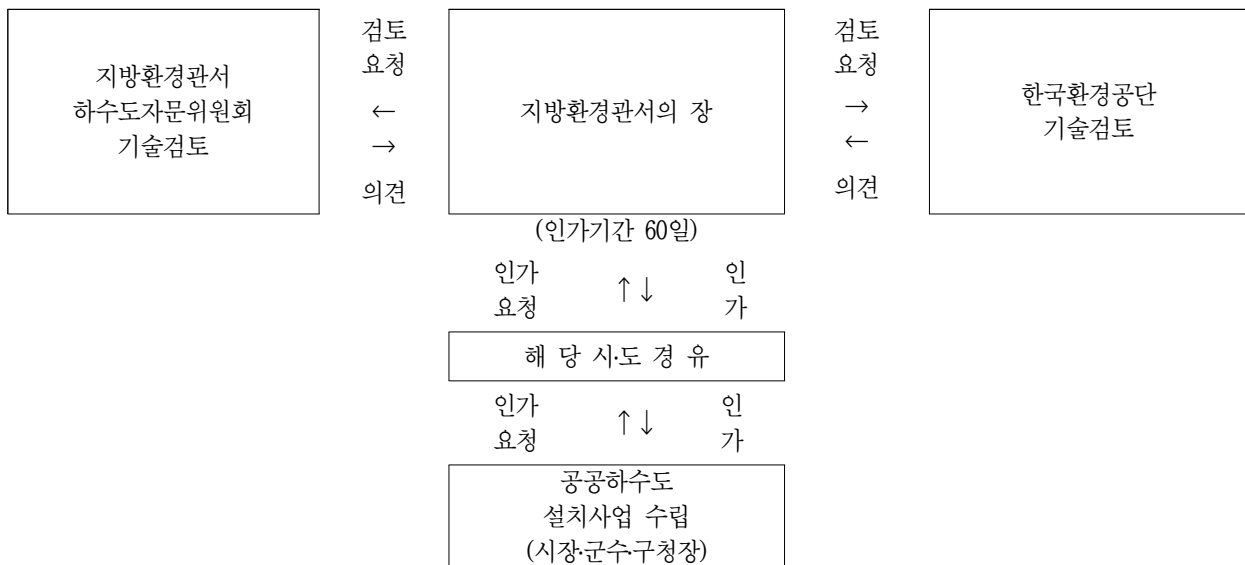 지방환경관서
하수도자문위원회
기술검토
검토
요청
←
→
의견
지방환경관서의 장
검토
요청
→
←
의견
한국환경공단
기술검토
(인가기간 60일)
인가
요청
↑↓
인
가
해 당 시·도 경 유
인가
요청
↑↓
인
가
공공하수도
설치사업 수립
(시장·군수·구청장)